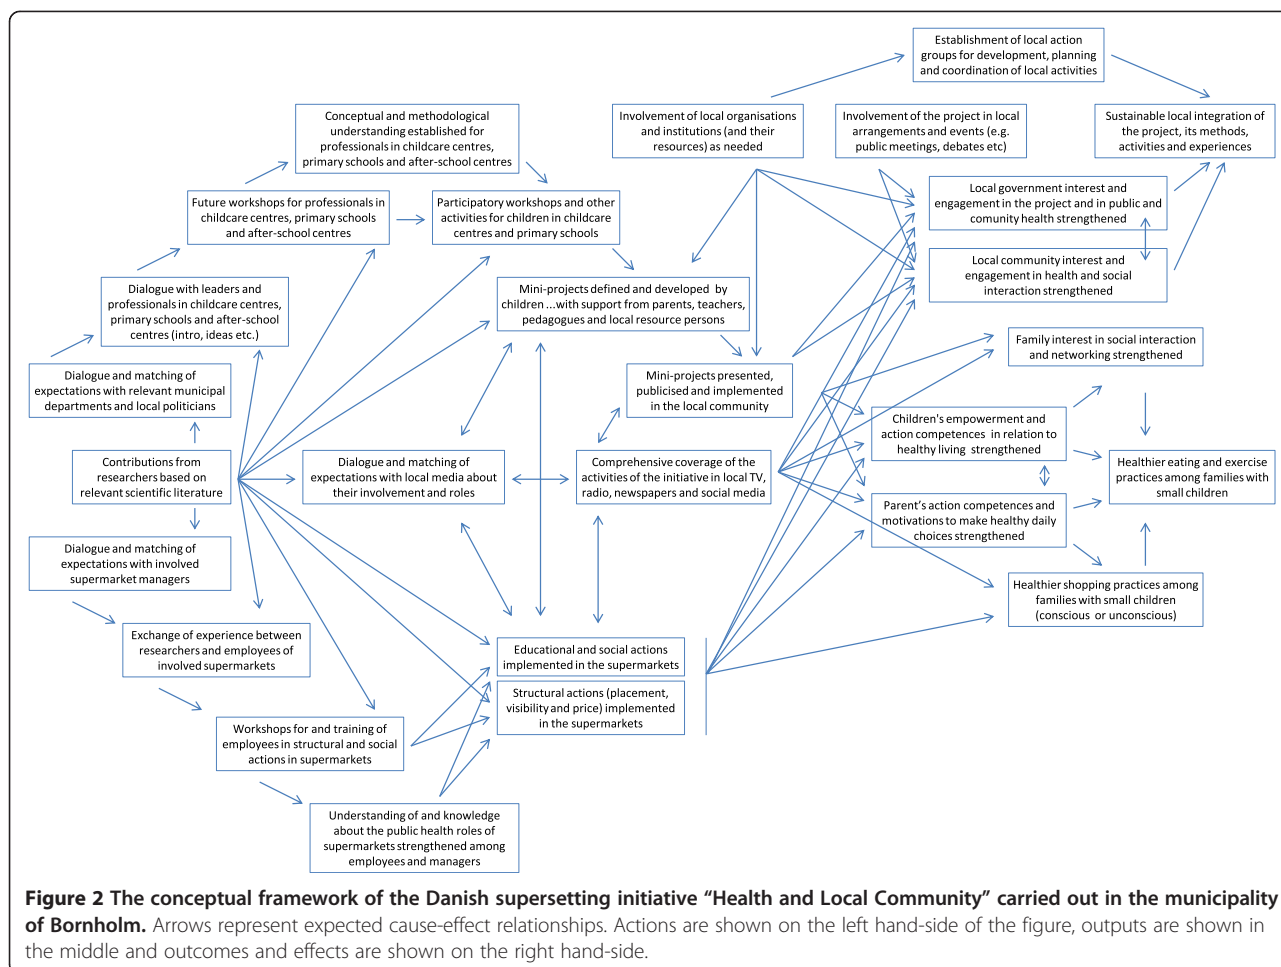 Establishment of local action
groups for development, planning
and coordination of local activities
Conceptual and methodological
understanding established for
professionals in childcare centres,
primary schools and after-school centres
Involvement of local organisations
and institutions (and their
resources) as needed
Involvement of the project in local
arrangements and events (e.g.
public meetings, debates etc)
Sustainable local integration of
the project, its methods,
activities and experiences
Future workshops for professionals in
childcare centres, primary schools
and after-school centres
Participatory workshops and other
activities for children in childcare
centres and primary schools
Local government interest and
engagement in the project and in public and
comunity health strengthened
Local community interest and
engagement in health and social
interaction strengthened
Dialogue with leaders and
professionals in childcare centres,
primary schools and after-school
centres (intro, ideas etc.)
Mini-projects defined and developed by
children ...with support from parents, teachers,
pedagogues and local resource persons
Family interest in social interaction
and networking strengthened
Dialogue and matching of
expectations with relevant municipal
departments and local politicians
Mini-projects presented,
publicised and implemented
in the local community
Children's empowerment and
action competences in relation to
healthy living strengthened
Contributions from
researchers based on
relevant scientific literature
Dialogue and matching of
expectations with local media about
their involvement and roles
Comprehensive coverage of the
activities of the initiative in local TV,
radio, newspapers and social media
Healthier eating and exercise
practices among families with
small children
Parent's action competences and
motivations to make healthy daily
choices strengthened
Dialogue and matching of
expectations with involved
supermarket managers
Healthier shopping practices among
families with small children
(conscious or unconscious)
Exchange of experience between
researchers and employees of
involved supermarkets
Educational and social actions
implemented in the supermarkets
Structural actions (placement,
visibility and price) implemented
in the supermarkets
Workshops for and training of
employees in structural and social
actions in supermarkets
Understanding of and knowledge
about the public health roles of
supermarkets strengthened among
employees and managers
Figure 2 The conceptual framework of the Danish supersetting initiative “Health and Local Community” carried out in the municipality
of Bornholm. Arrows represent expected cause-effect relationships. Actions are shown on the left hand-side of the figure, outputs are shown in
the middle and outcomes and effects are shown on the right hand-side.